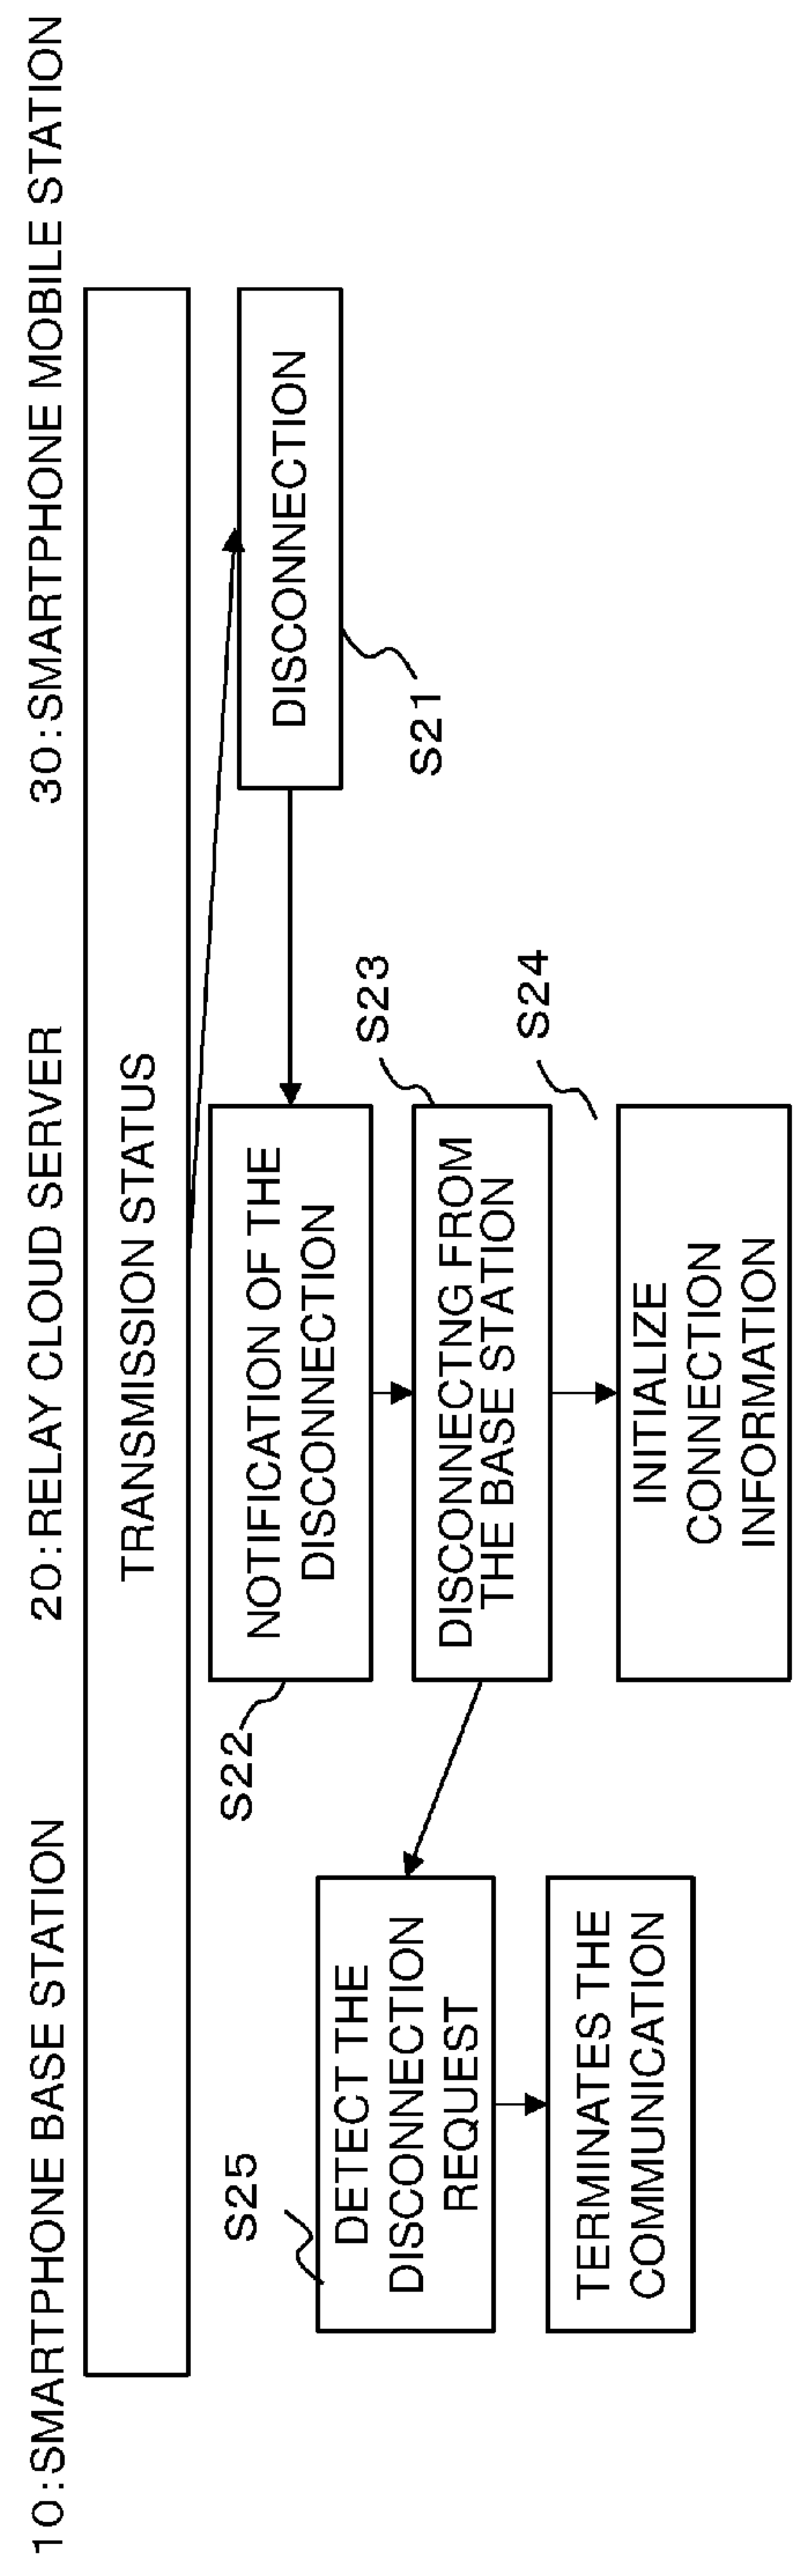 10:SMARTPHONE BASE STATION
20:RELAY CLOUD SERVER
30:SMARTPHONE MOBILE STATION
TRANSMISSION STATUS
DISCONNECTION
S21
S22
NOTIFICATION OF THE
DISCONNECTION
S23
DISCONNECTNG FROM
THE BASE STATION
S24
INITIALIZE
CONNECTION
INFORMATION
S25
DETECT THE
DISCONNECTION
REQUEST
TERMINATES THE
COMMUNICATION